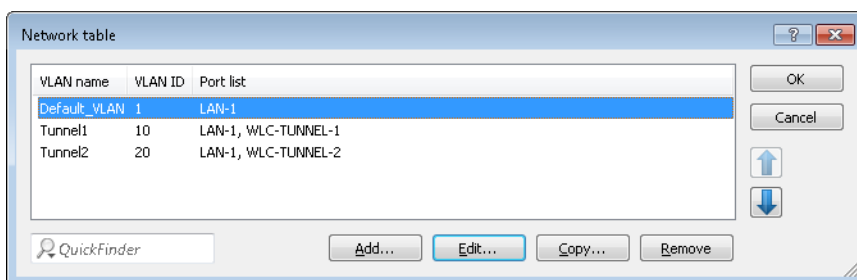 Network table
VLAN name VLAN ID Port list
Default_VLAN 1 LAN-1
Tunnel1 10 LAN-1, WLC-TUNNEL-1
Tunnel2 20 LAN-1, WLC-TUNNEL-2
OK
Cancel
QuickFinder
Add... Edit... Copy... Remove